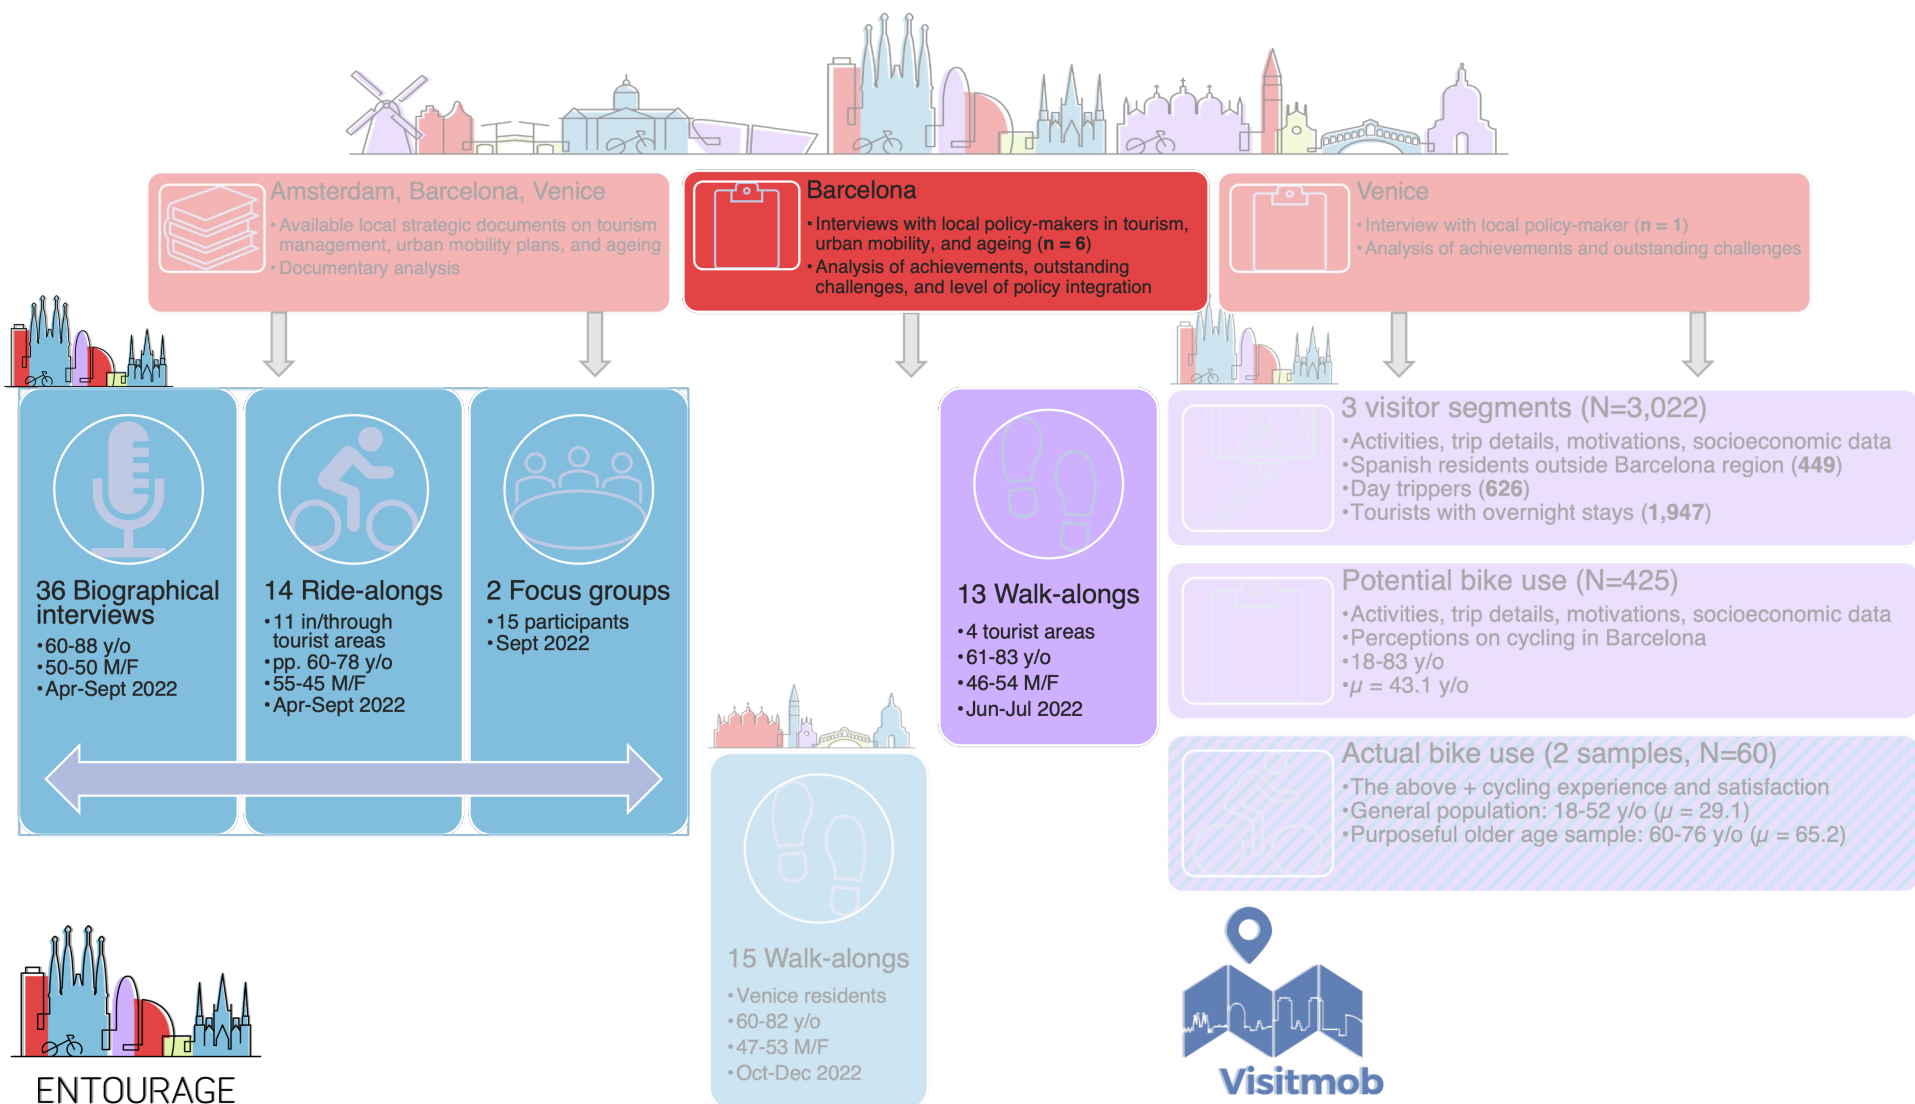 Amsterdam, Barcelona, Venice
•Available local strategic documents on tourism
management, urban mobility plans, and ageing
•Documentary analysis
Barcelona
•Interviews with local policy-makers in tourism,
urban mobility, and ageing (n = 6)
•Analysis of achievements, outstanding
challenges, and level of policy integration
Venice
•Interview with local policy-maker (n = 1)
•Analysis of achievements and outstanding challenges
36 Biographical
interviews
•60-88 y/o
•50-50 M/F
•Apr-Sept 2022
14 Ride-alongs
•11 in/through
tourist areas
•pp. 60-78 y/o
•55-45 M/F
•Apr-Sept 2022
2 Focus groups
•15 participants
•Sept 2022
13 Walk-alongs
•4 tourist areas
•61-83 y/o
•46-54 M/F
•Jun-Jul 2022
3 visitor segments (N=3,022)
•Activities, trip details, motivations, socioeconomic data
•Spanish residents outside Barcelona region (449)
•Day trippers (626)
•Tourists with overnight stays (1,947)
Potential bike use (N=425)
•Activities, trip details, motivations, socioeconomic data
•Perceptions on cycling in Barcelona
•18-83 y/o
•μ = 43.1 y/o
Actual bike use (2 samples, N=60)
•The above + cycling experience and satisfaction
•General population: 18-52 y/o (μ = 29.1)
•Purposeful older age sample: 60-76 y/o (μ = 65.2)
15 Walk-alongs
•Venice residents
•60-82 y/o
•47-53 M/F
•Oct-Dec 2022
ENTOURAGE
Visitmob